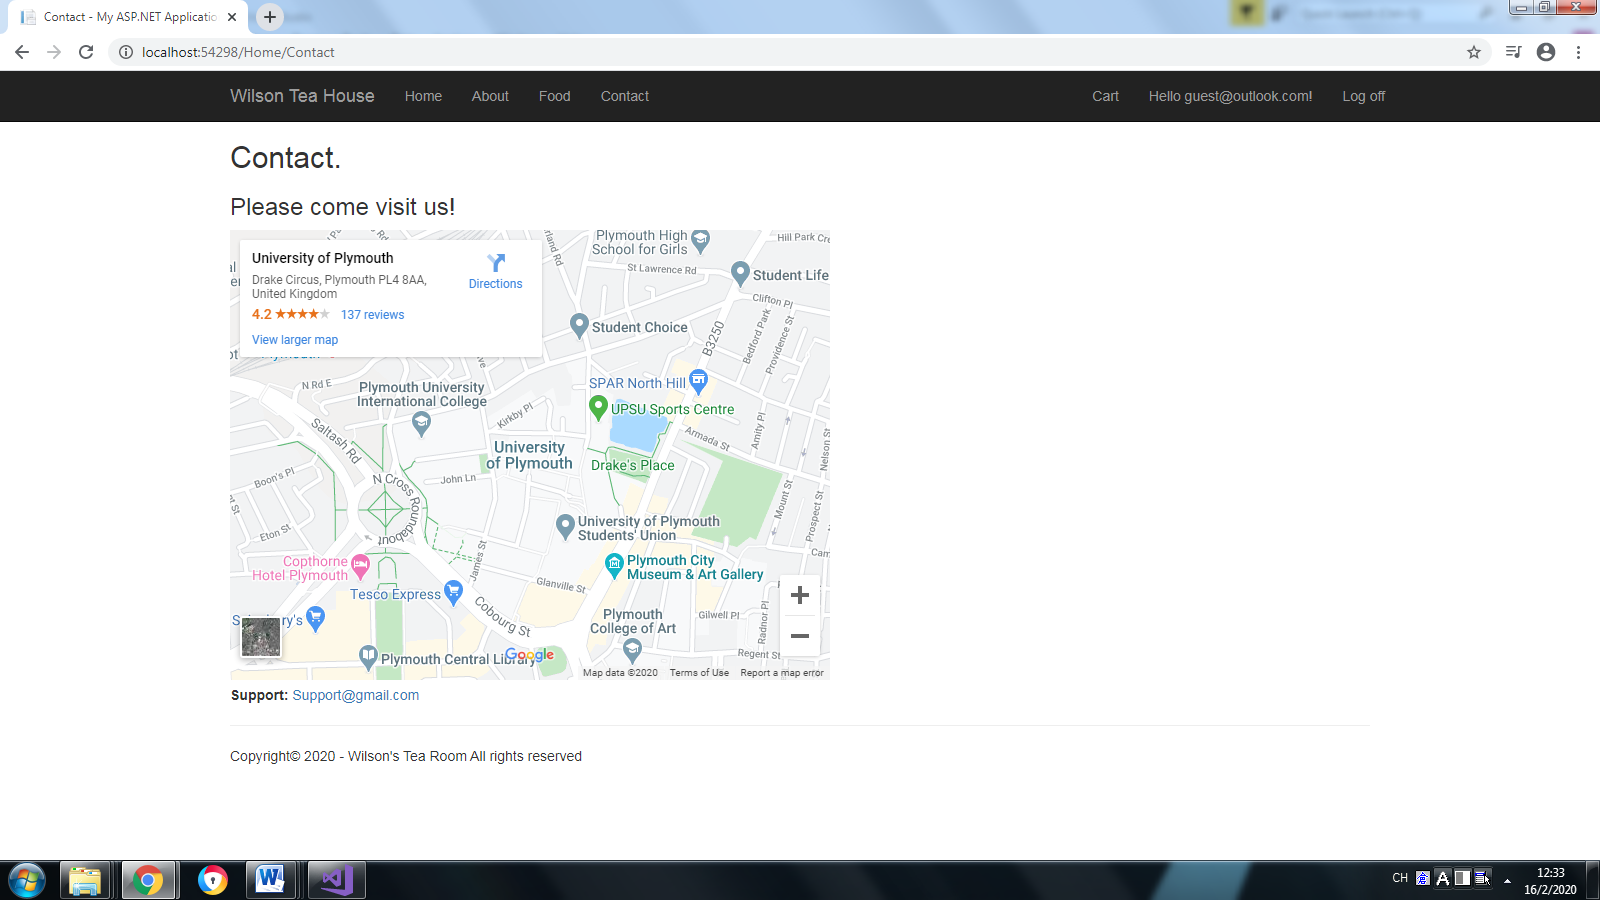 Contact - My ASP.NET Applicatio
localhost:54298/Home/Contact
Wilson Tea House
Home
About
Food
Contact
Cart
Hello guest@outlook.com!
Log off
Contact.
Please come visit us!
University of Plymouth
Drake Circus, Plymouth PL4 8AA,
United Kingdom
4.2
137 reviews
View larger map
Directions
Plymouth High
School for Girls
Hill Park Cre
St Lawrence Rd
Student Life
Clifton Pl
Student Choice
B3250
Bedford Park
Providence St
N Rd E
Plymouth University
International College
SPAR North Hill
UPSU Sports Centre
Kirkby Pl
Saltash Rd
Armada St
Amity Pl
Nelson St
University
of Plymouth
Drake's Place
Boon's Pl
John Ln
N Cross Roundabout
Mount St
Prospect St
Eton St
University of Plymouth
Students' Union
James St
Cam
Copthorne
Hotel Plymouth
Plymouth City
Museum & Art Gallery
Glanville St
Tesco Express
Cobourg St
Plymouth
College of Art
Gilwell Pl
Radnor Pl
Regent St
Plymouth Central Library
Google
Map data ©2020
Terms of Use
Report a map error
Support: Support@gmail.com
Copyright© 2020 - Wilson's Tea Room All rights reserved
CH
12:33
16/2/2020